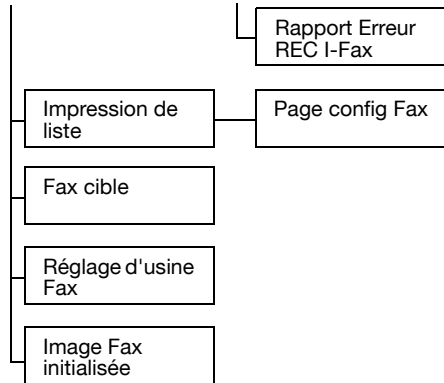 Rapport Erreur
REC I-Fax
Impression de
liste
Page config Fax
Fax cible
Réglage d'usine
Fax
Image Fax
initialisée